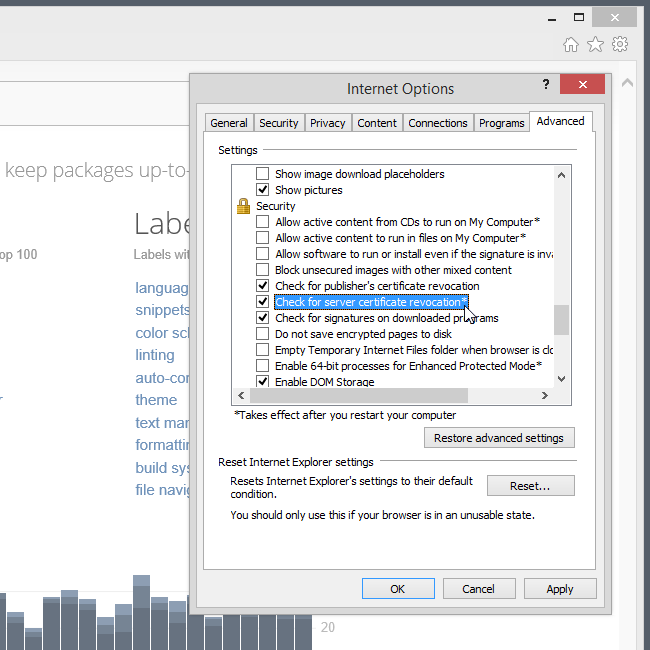 Internet Options
?
General Security Privacy Content Connections Programs Advanced
Settings
Show image download placeholders
Show pictures
Security
Allow active content from CDs to run on My Computer*
Allow active content to run in files on My Computer*
Allow software to run or install even if the signature is inva
Block unsecured images with other mixed content
Check for publisher's certificate revocation
Check for server certificate revocation*
Check for signatures on downloaded programs
Do not save encrypted pages to disk
Empty Temporary Internet Files folder when browser is clo
Enable 64-bit processes for Enhanced Protected Mode*
Enable DOM Storage
*Takes effect after you restart your computer
Restore advanced settings
Reset Internet Explorer settings
Resets Internet Explorer's settings to their default
condition.
Reset...
You should only use this if your browser is in an unusable state.
OK Cancel Apply
keep packages up-to-
Labe
op 100
Labels wit
languag
snippets
color sch
linting
auto-cor
theme
text mar
formattin
build sys
file navig
20